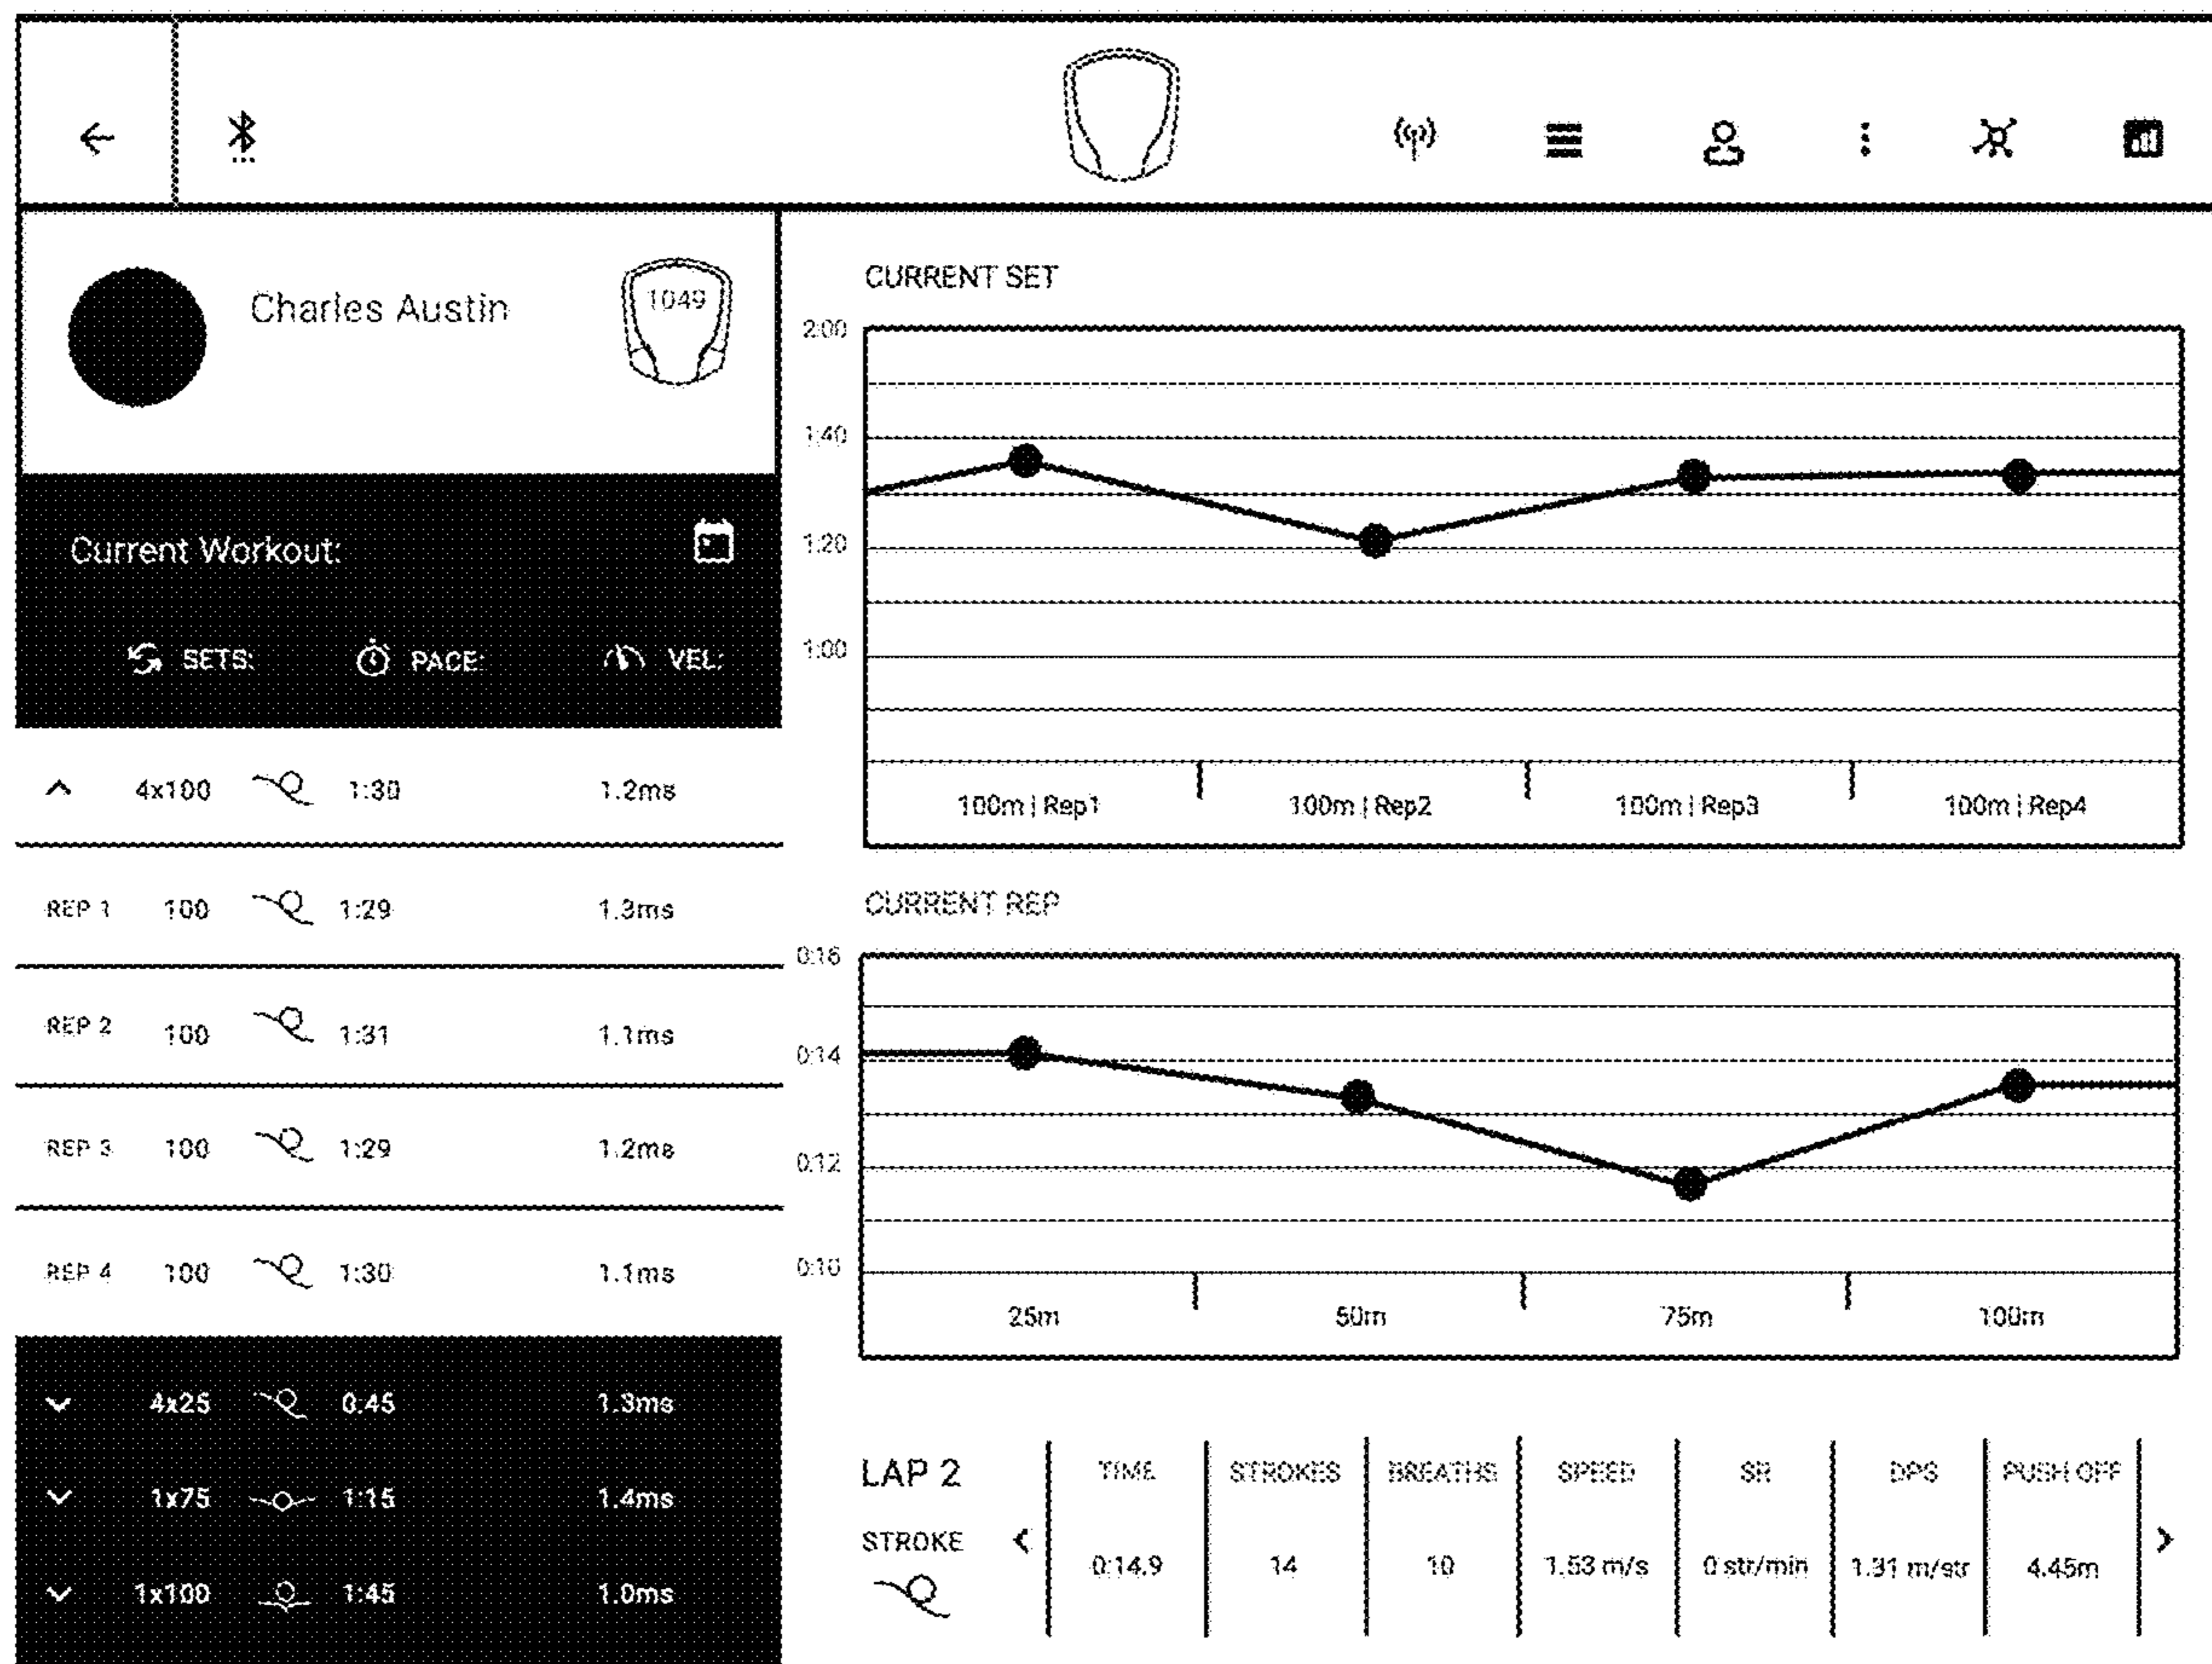 Charles Austin
1049
Current Workout:
SETS: PACE: VEL:
4x100 1:30 1.2ms
REP 1 100 1:29 1.3ms
REP 2 100 1:31 1.1ms
REP 3 100 1:29 1.2ms
REP 4 100 1:30 1.1ms
4x25 0:45 1.3ms
1x75 1:15 1.4ms
1x100 1:45 1.0ms
CURRENT SET
2:00
1:40
1:20
1:00
100m | Rep1 100m | Rep2 100m | Rep3 100m | Rep4
CURRENT REP
0:16
0:14
0:12
0:10
25m 50m 75m 100m
LAP 2 TIME STROKES BREATHS SPEED SR DPS PUSH OFF
STROKE 0:14.9 14 10 1.53 m/s 0 str/min 1.31 m/str 4.45m